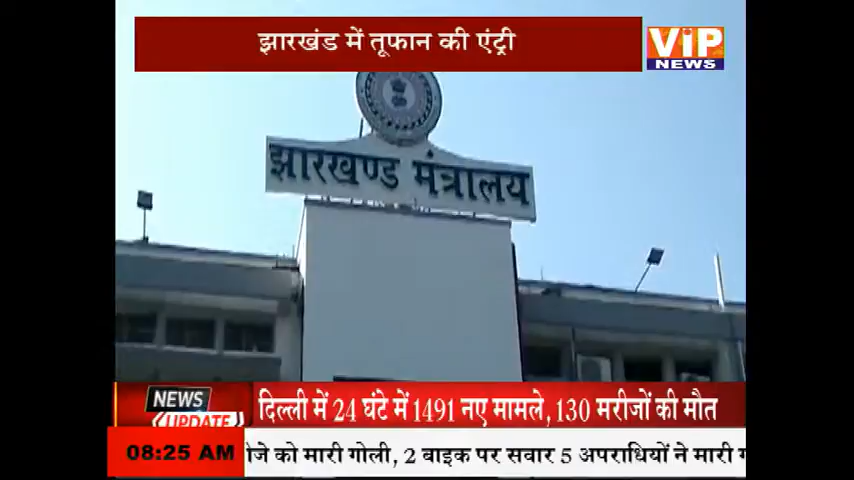 झारखंड में तूफान की एंट्री
VIP
NEWS
झारखण्ड मंत्रालय
NEWS
UPDATE
दिल्ली में 24 घंटे में 1491 नए मामले, 130 मरीजों की मौत
08:25 AM
को मारी गोली, 2 बाइक पर सवार 5 अपराधियों ने मारी